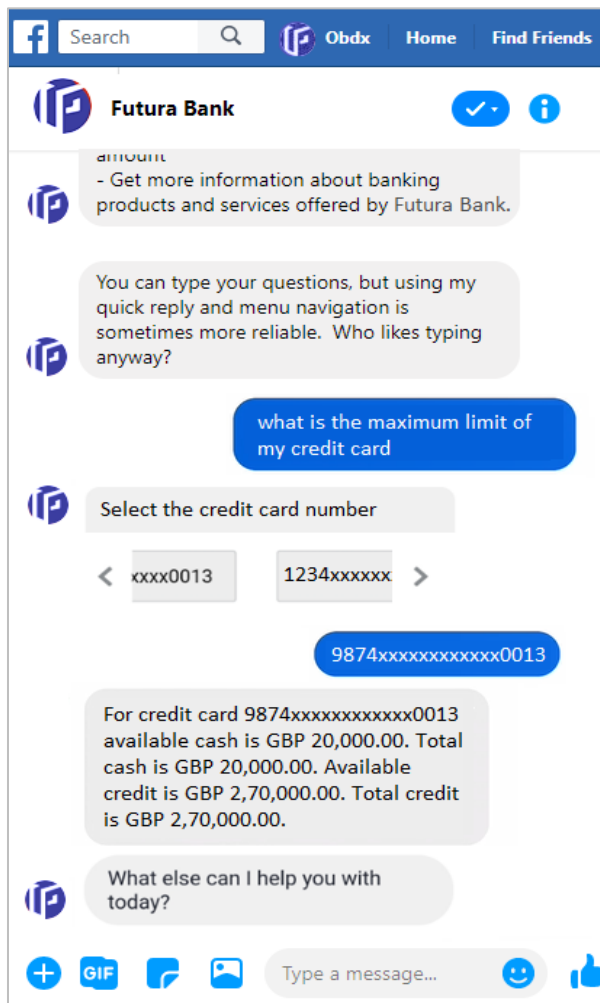 Search
Obdx
Home
Find Friends
Futura Bank
amount
- Get more information about banking
products and services offered by Futura Bank.
You can type your questions, but using my
quick reply and menu navigation is
sometimes more reliable.  Who likes typing
anyway?
what is the maximum limit of
my credit card
Select the credit card number
xxxx0013
1234xxxxxx
9874xxxxxxxxxxxx0013
For credit card 9874xxxxxxxxxxxx0013
available cash is GBP 20,000.00. Total
cash is GBP 20,000.00. Available
credit is GBP 2,70,000.00. Total credit
is GBP 2,70,000.00.
What else can I help you with
today?
GIF
Type a message...